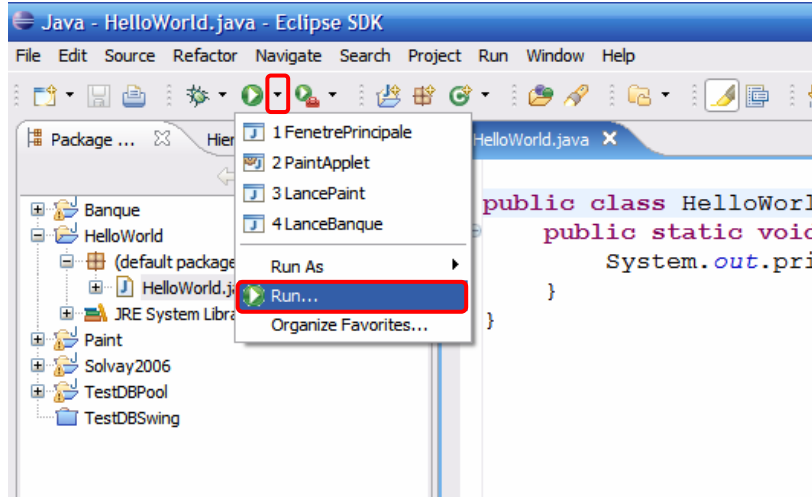 Java - HelloWorld.java - Eclipse SDK
File Edit Source Refactor Navigate Search Project Run Window Help
Package ...
Hier
1 FenetrePrincipale
2 PaintApplet
3 LancePaint
4 LanceBanque
Run As
Run...
Organize Favorites...
Banque
HelloWorld
(default package
HelloWorld.ja
JRE System Libra
Paint
Solvay2006
TestDBPool
TestDBSwing
HelloWorld.java
public class HelloWorl
public static voic
System.out.pri
}
}